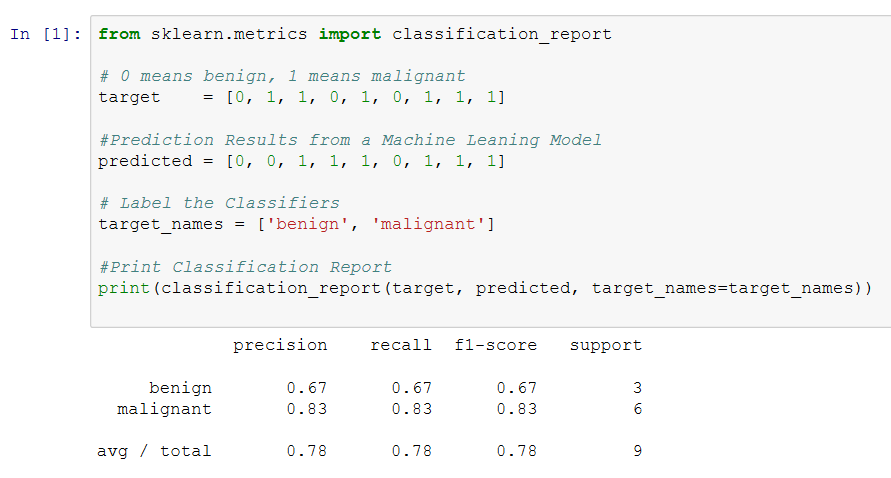 In [1]: from sklearn.metrics import classification_report
# 0 means benign, 1 means malignant
target    = [0, 1, 1, 0, 1, 0, 1, 1, 1]
#Prediction Results from a Machine Leaning Model
predicted = [0, 0, 1, 1, 1, 0, 1, 1, 1]
# Label the Classifiers
target_names = ['benign', 'malignant']
#Print Classification Report
print(classification_report(target, predicted, target_names=target_names))
             precision    recall  f1-score   support
     benign       0.67      0.67      0.67         3
  malignant       0.83      0.83      0.83         6
avg / total       0.78      0.78      0.78         9